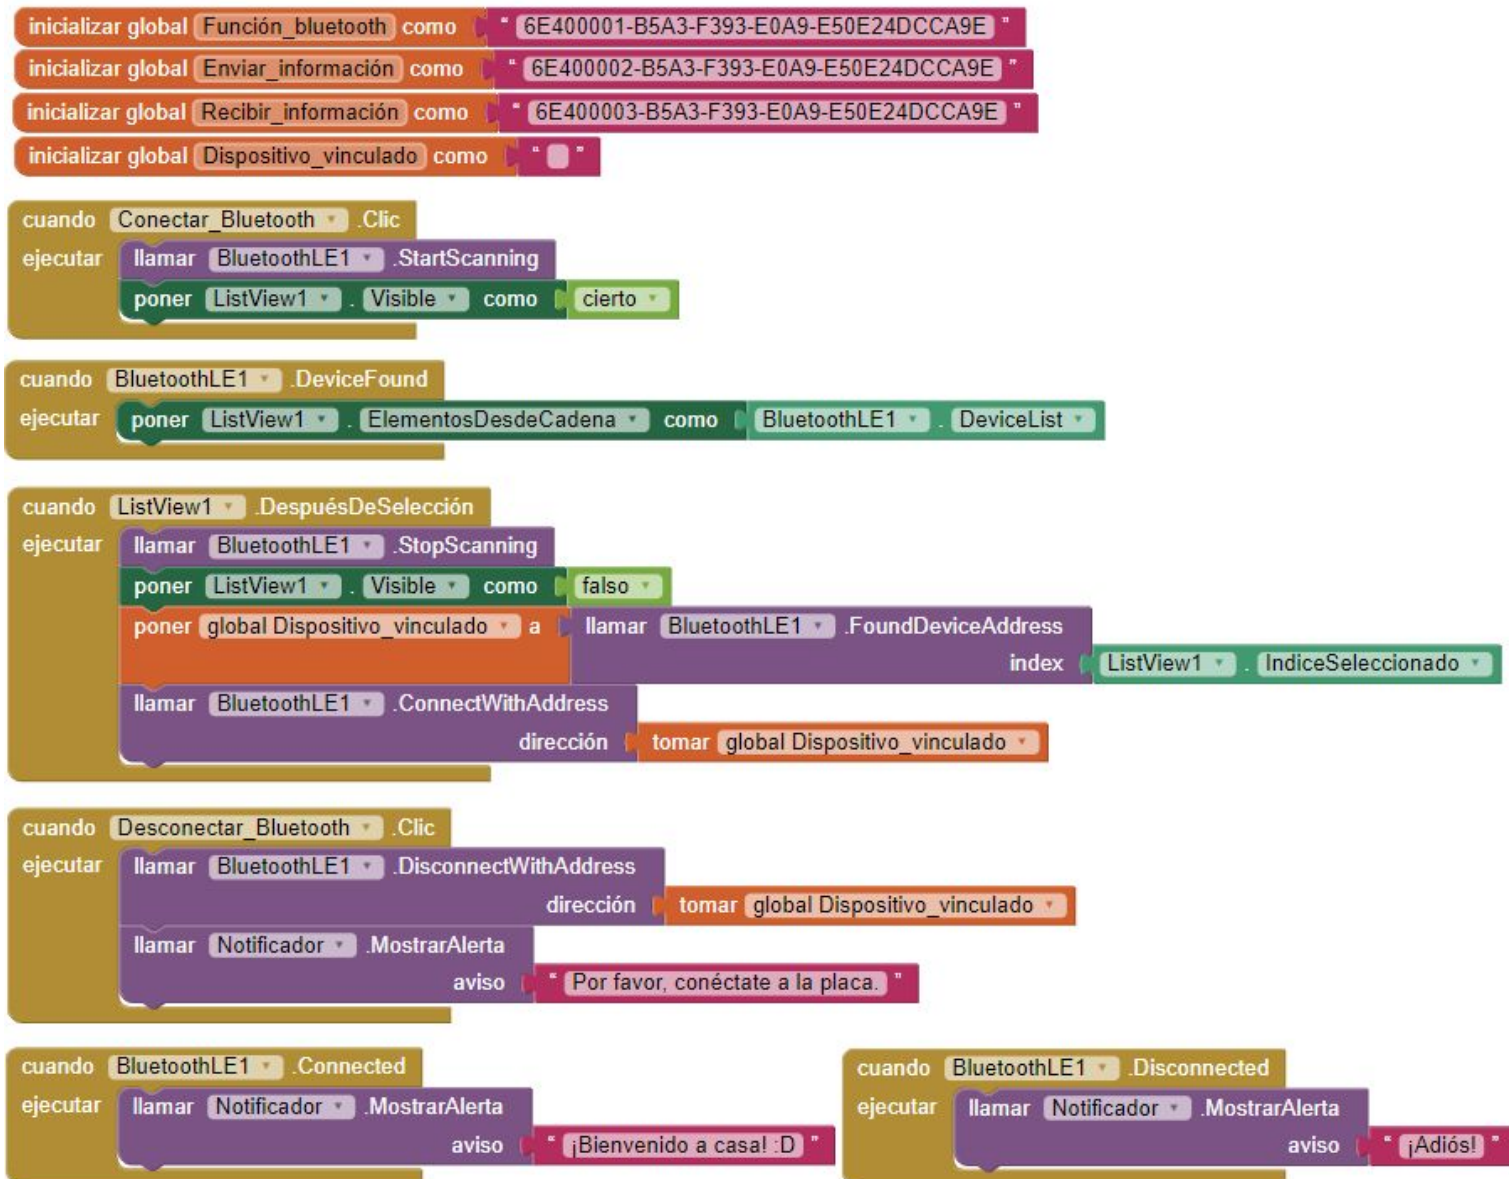 inicializar global Función_bluetooth como " 6E400001-B5A3-F393-E0A9-E50E24DCCA9E "
inicializar global Enviar_información como " 6E400002-B5A3-F393-E0A9-E50E24DCCA9E "
inicializar global Recibir_información como " 6E400003-B5A3-F393-E0A9-E50E24DCCA9E "
inicializar global Dispositivo_vinculado como " "
cuando Conectar_Bluetooth .Clic
ejecutar llamar BluetoothLE1 .StartScanning
poner ListView1 . Visible como cierto
cuando BluetoothLE1 .DeviceFound
ejecutar poner ListView1 . ElementosDesdeCadena como BluetoothLE1 . DeviceList
cuando ListView1 .DespuésDeSelección
ejecutar llamar BluetoothLE1 .StopScanning
poner ListView1 . Visible como falso
poner global Dispositivo_vinculado a llamar BluetoothLE1 .FoundDeviceAddress
index ListView1 . IndiceSeleccionado
llamar BluetoothLE1 .ConnectWithAddress
dirección tomar global Dispositivo_vinculado
cuando Desconectar_Bluetooth .Clic
ejecutar llamar BluetoothLE1 .DisconnectWithAddress
dirección tomar global Dispositivo_vinculado
llamar Notificador .MostrarAlerta
aviso " Por favor, conéctate a la placa. "
cuando BluetoothLE1 .Connected
ejecutar llamar Notificador .MostrarAlerta
aviso " ¡Bienvenido a casa! :D "
cuando BluetoothLE1 .Disconnected
ejecutar llamar Notificador .MostrarAlerta
aviso " ¡Adiós! "